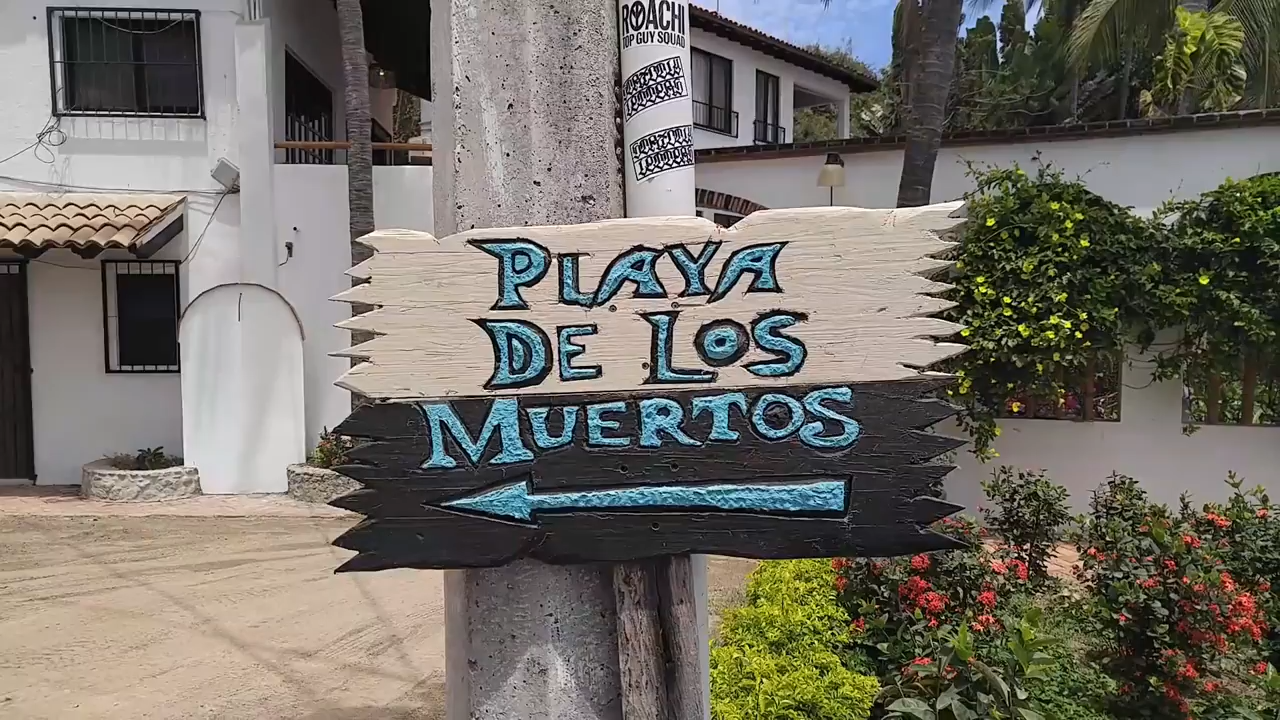 ROACHI
TOP GUY SQUAD
PLAYA
DE LOS
MUERTOS